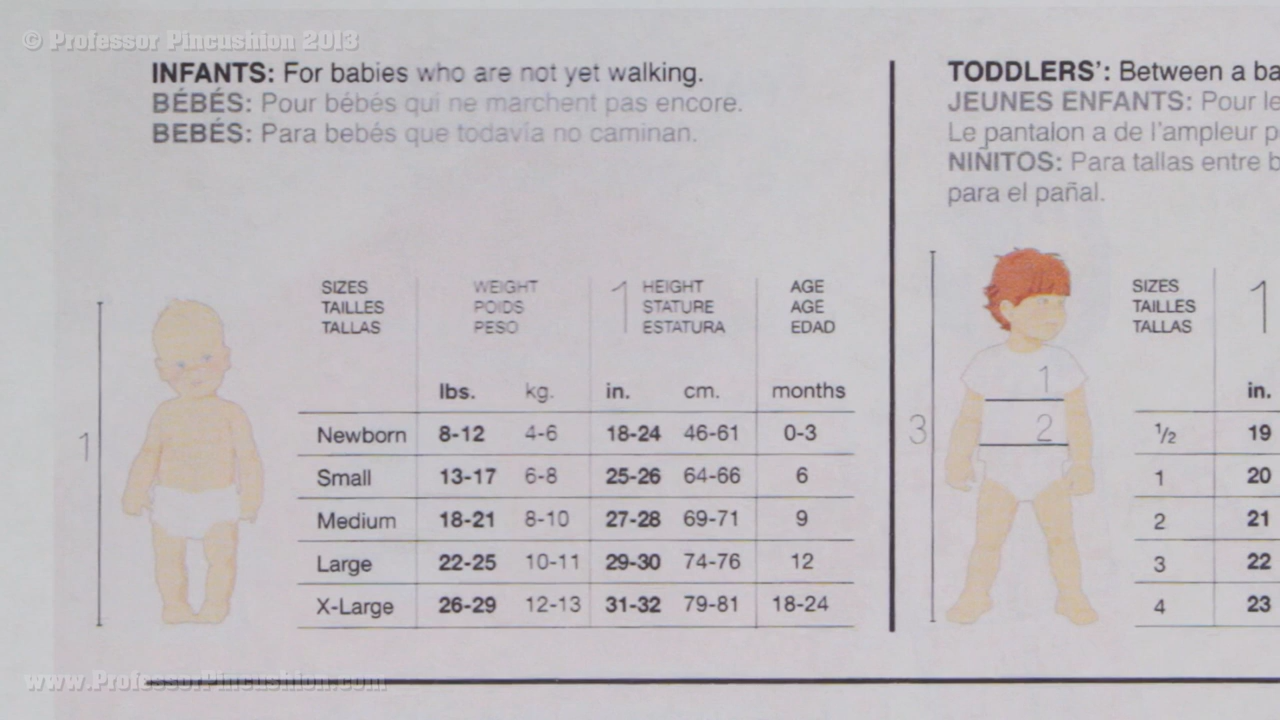 © Professor Pincushion 2013
INFANTS: For babies who are not yet walking.
BÉBÉS: Pour bébés qui ne marchent pas encore.
BEBÉS: Para bebés que todavía no caminan.
TODDLERS': Between a ba
JEUNES ENFANTS: Pour le
Le pantalon a de l'ampleur p
NIÑITOS: Para tallas entre b
para el pañal.
SIZES WEIGHT 1 HEIGHT AGE
TAILLES POIDS STATURE AGE
TALLAS PESO ESTATURA EDAD
lbs. kg. in. cm. months
Newborn 8-12 4-6 18-24 46-61 0-3
Small 13-17 6-8 25-26 64-66 6
Medium 18-21 8-10 27-28 69-71 9
Large 22-25 10-11 29-30 74-76 12
X-Large 26-29 12-13 31-32 79-81 18-24
1
3
1
2
SIZES 1
TAILLES
TALLAS
in.
½ 19
1 20
2 21
3 22
4 23
www.ProfessorPincushion.com